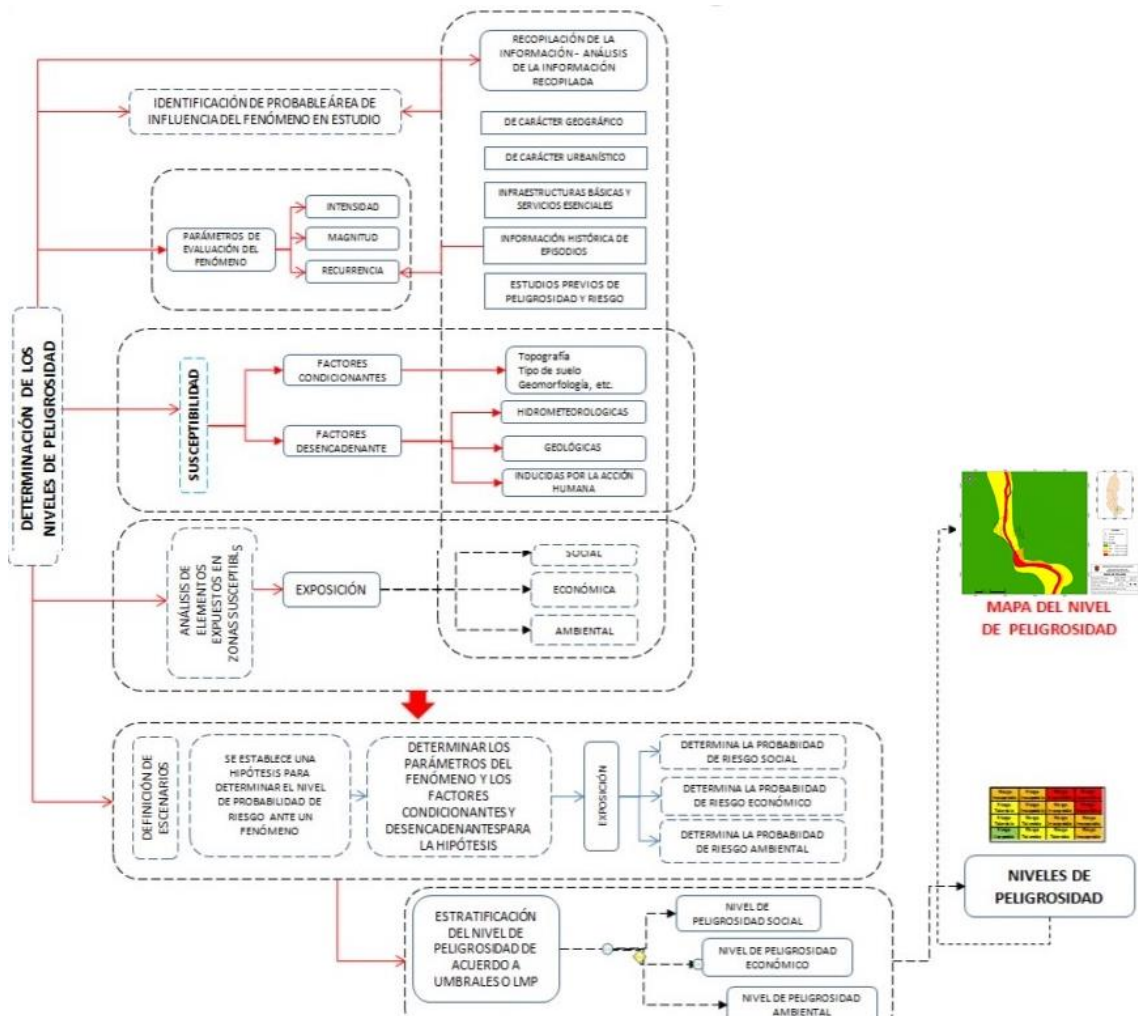 RECOPILACIÓN DE LA
INFORMACIÓN - ANÁLISIS
DE LA INFORMACIÓN
RECOPILADA
IDENTIFICACIÓN DE PROBABLE ÁREA DE
INFLUENCIA DEL FENÓMENO EN ESTUDIO
DE CARÁCTER GEOGRÁFICO
DE CARÁCTER URBANÍSTICO
INFRAESTRUCTURAS BÁSICAS Y
SERVICIOS ESENCIALES
INFORMACIÓN HISTÓRICA DE
EPISODIOS
ESTUDIOS PREVIOS DE
PELIGROSIDAD Y RIESGO
PARÁMETROS DE
EVALUACIÓN DEL
FENÓMENO
INTENSIDAD
MAGNITUD
RECURRENCIA
DETERMINACIÓN DE LOS
NIVELES DE PELIGROSIDAD
SUSCEPTIBILIDAD
FACTORES
CONDICIONANTES
Topografía
Tipo de suelo
Geomorfología, etc.
FACTORES
DESENCADENANTE
HIDROMETEOROLOGICAS
GEOLÓGICAS
INDUCIDAS POR LA ACCIÓN
HUMANA
ANÁLISIS DE
ELEMENTOS
EXPUESTOS EN
ZONAS SUSCEPTIBLS
EXPOSICIÓN
SOCIAL
ECONÓMICA
AMBIENTAL
DEFINICIÓN DE
ESCENARIOS
SE ESTABLECE UNA
HIPÓTESIS PARA
DETERMINAR EL NIVEL
DE PROBABILIDAD DE
RIESGO ANTE UN
FENÓMENO
DETERMINAR LOS
PARÁMETROS DEL
FENÓMENO Y LOS
FACTORES
CONDICIONANTES Y
DESENCADENANTESPARA
LA HIPÓTESIS
EXPOSICIÓN
DETERMINA LA PROBABIIDAD
DE RIESGO SOCIAL
DETERMINA LA PROBABIIDAD
DE RIESGO ECONÓMICO
DETERMINA LA PROBABIIDAD
DE RIESGO AMBIENTAL
ESTRATIFICACIÓN
DEL NIVEL DE
PELIGROSIDAD DE
ACUERDO A
UMBRALES O LMP
NIVEL DE
PELIGROSIDAD SOCIAL
NIVEL DE PELIGROSIDAD
ECONÓMICO
NIVEL DE PELIGROSIDAD
AMBIENTAL
MAPA DEL NIVEL
DE PELIGROSIDAD
NIVELES DE
PELIGROSIDAD